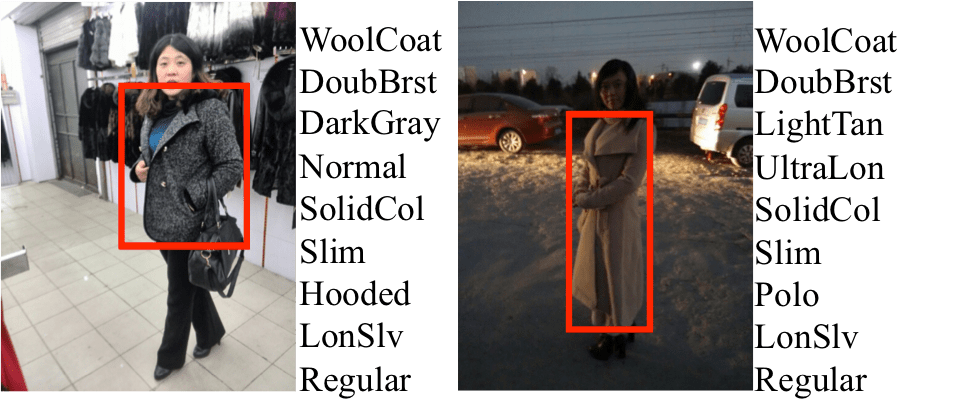 WoolCoat
DoubBrst
DarkGray
Normal
SolidCol
Slim
Hooded
LonSlv
Regular
WoolCoat
DoubBrst
LightTan
UltraLon
SolidCol
Slim
Polo
LonSlv
Regular